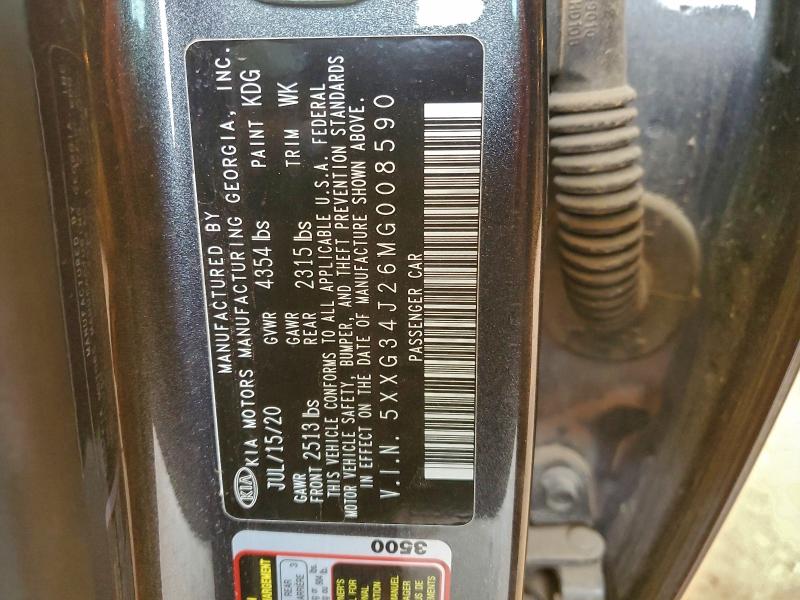 KIA
MANUFACTURED BY
KIA MOTORS MANUFACTURING GEORGIA, INC.
JUL/15/20 GVWR 4354 lbs PAINT KDG
GAWR FRONT 2513 lbs GAWR REAR 2315 lbs TRIM WK
THIS VEHICLE CONFORMS TO ALL APPLICABLE U.S.A. FEDERAL
MOTOR VEHICLE SAFETY, BUMPER, AND THEFT PREVENTION STANDARDS
IN EFFECT ON THE DATE OF MANUFACTURE SHOWN ABOVE.
V.I.N. 5XXG34J26MG008590
PASSENGER CAR
3500
REAR